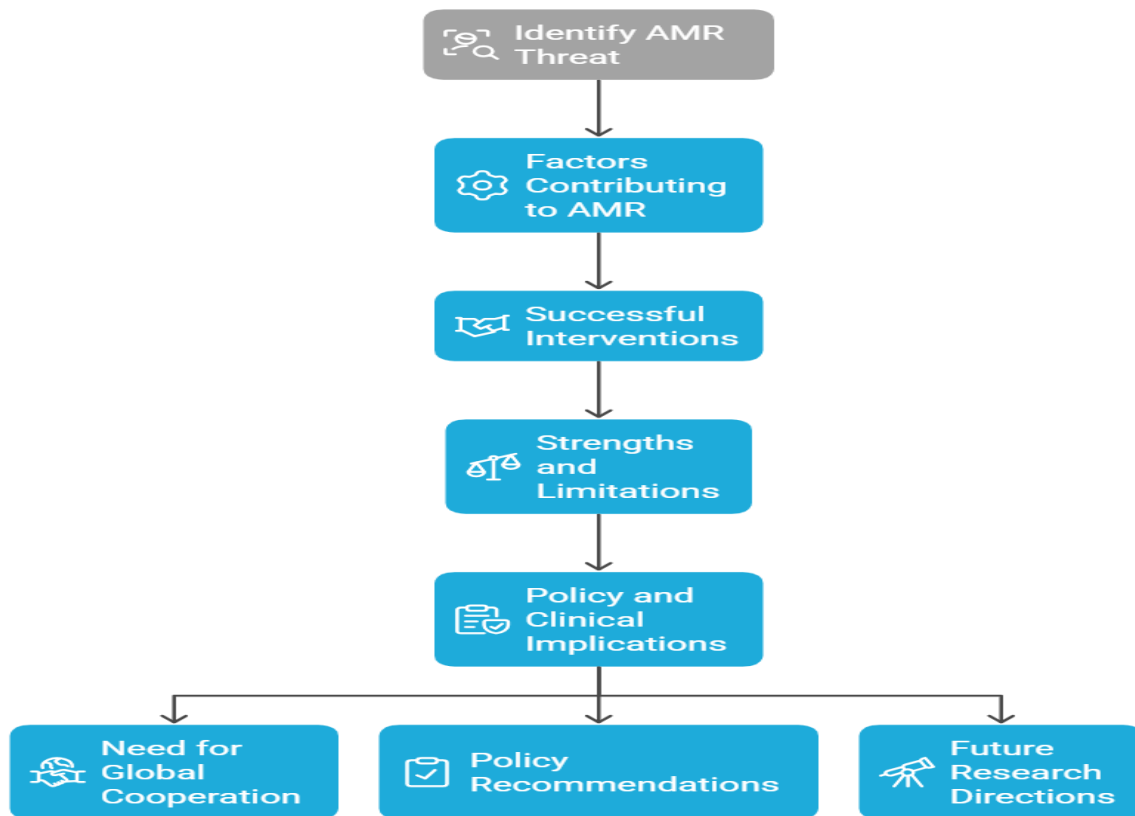 Identify AMR
Threat
Factors
Contributing
to AMR
Successful
Interventions
Strengths
and
Limitations
Policy and
Clinical
Implications
Need for
Global
Cooperation
Policy
Recommendations
Future
Research
Directions